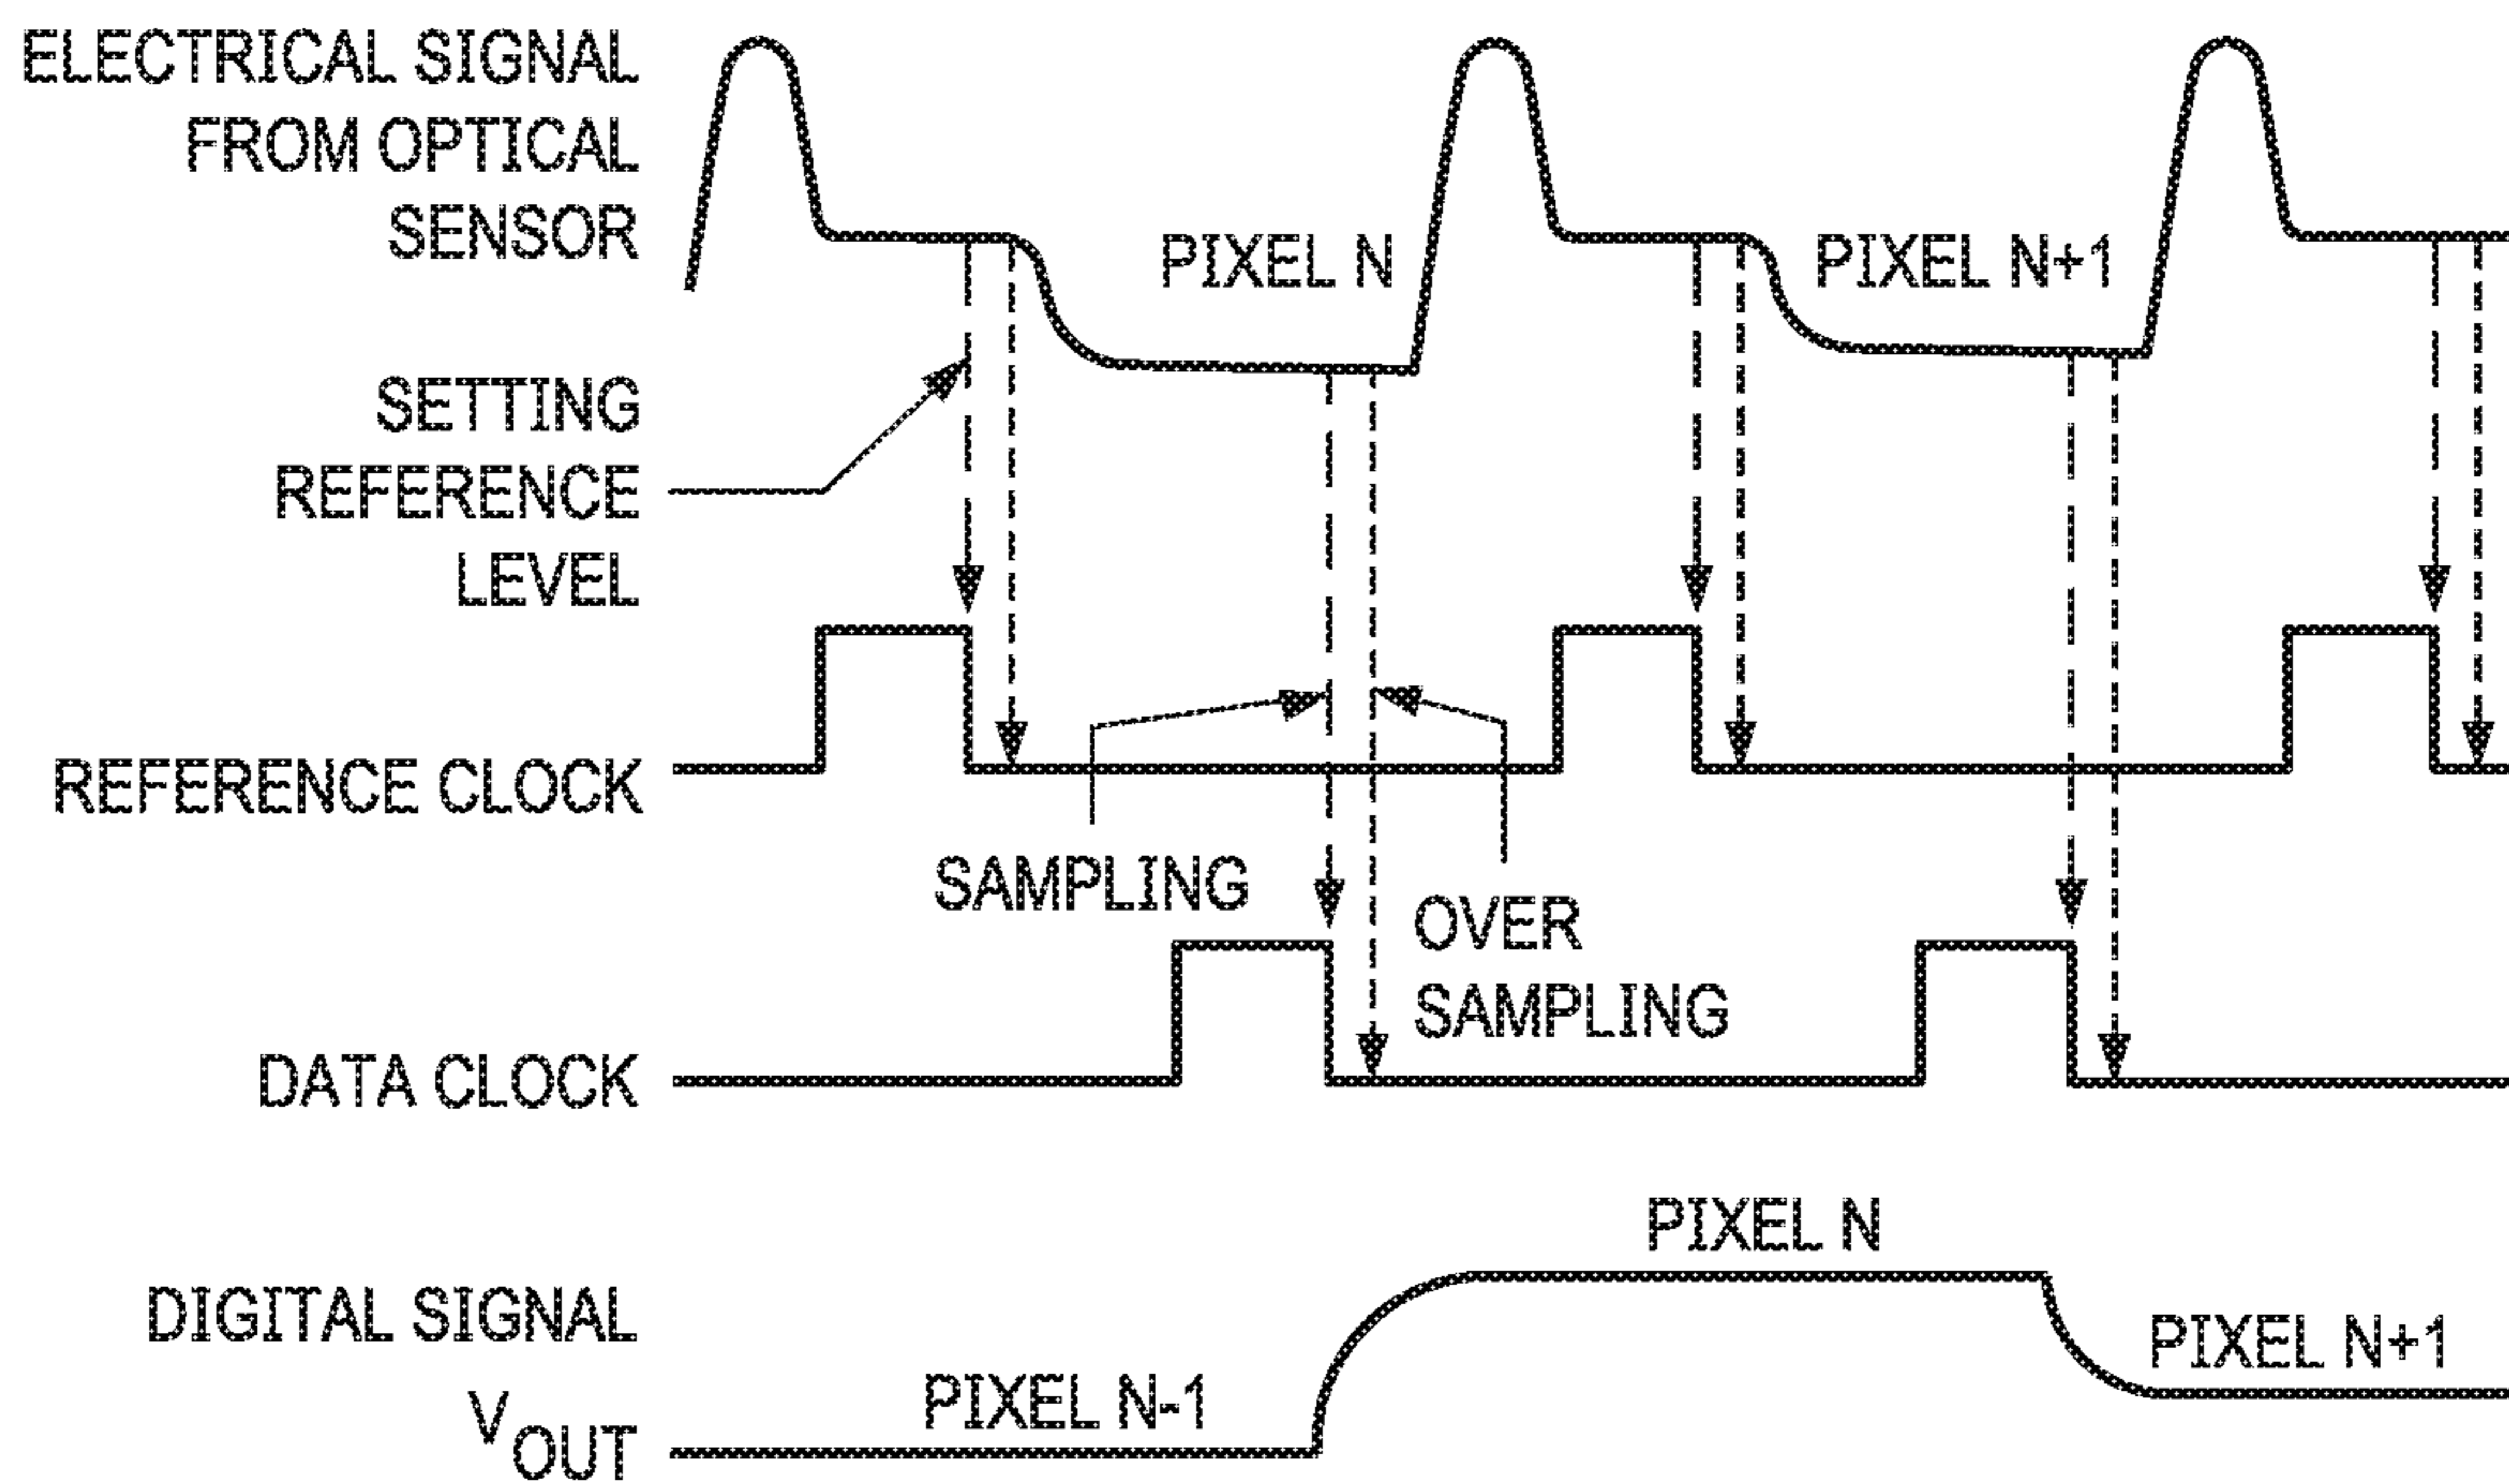 ELECTRICAL SIGNAL
FROM OPTICAL
SENSOR
PIXEL N
PIXEL N+1
SETTING
REFERENCE
LEVEL
REFERENCE CLOCK
SAMPLING
OVER
SAMPLING
DATA CLOCK
PIXEL N
DIGITAL SIGNAL
PIXEL N+1
PIXEL N-1
VOUT